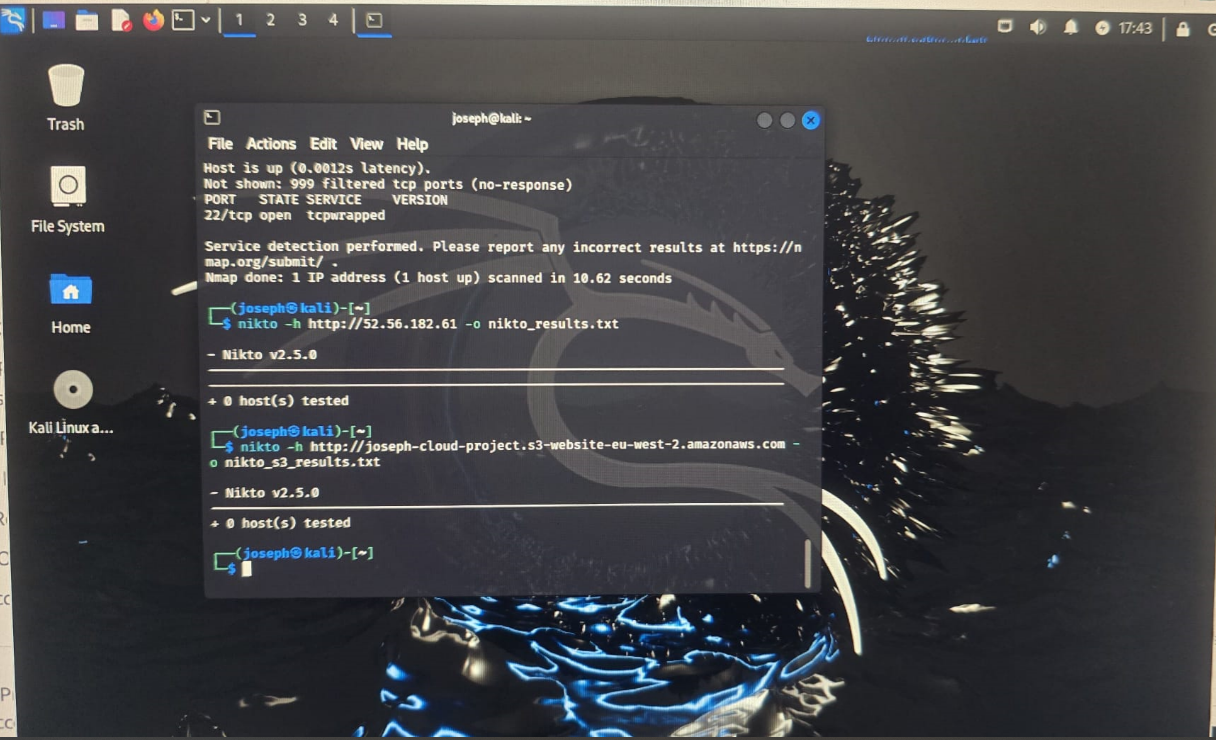 1 2 3 4
17:43
Trash
File System
Home
Kali Linux a...
joseph@kali: ~
File Actions Edit View Help
Host is up (0.0012s latency).
Not shown: 999 filtered tcp ports (no-response)
PORT STATE SERVICE VERSION
22/tcp open tcpwrapped
Service detection performed. Please report any incorrect results at https://n
map.org/submit/ .
Nmap done: 1 IP address (1 host up) scanned in 10.62 seconds
┌──(joseph㉿kali)-[~]
└─$ nikto -h http://52.56.182.61 -o nikto_results.txt
- Nikto v2.5.0
+ 0 host(s) tested
┌──(joseph㉿kali)-[~]
└─$ nikto -h http://joseph-cloud-project.s3-website-eu-west-2.amazonaws.com -
o nikto_s3_results.txt
- Nikto v2.5.0
+ 0 host(s) tested
┌──(joseph㉿kali)-[~]
└─$